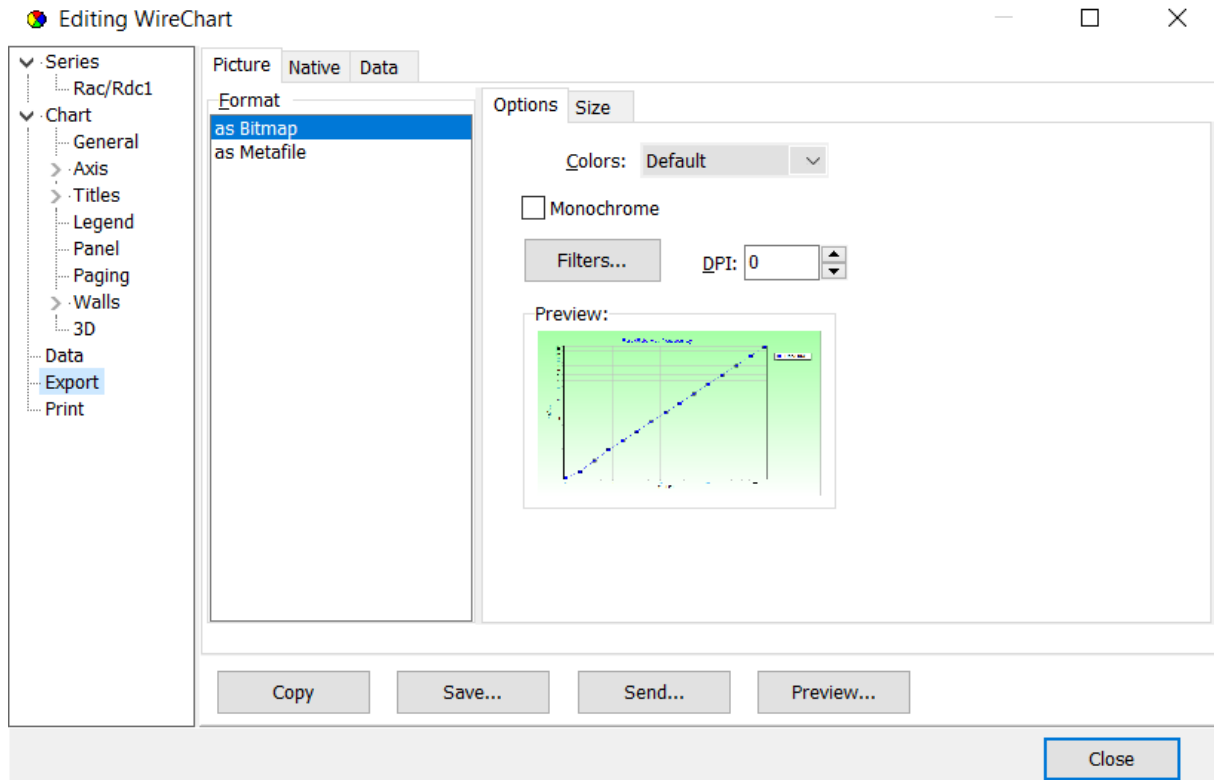 Editing WireChart
Series
Rac/Rdc1
Chart
General
Axis
Titles
Legend
Panel
Paging
Walls
3D
Data
Export
Print
Picture Native Data
Format
as Bitmap
as Metafile
Options Size
Colors: Default
Monochrome
Filters... DPI: 0
Preview:
Copy Save... Send... Preview...
Close